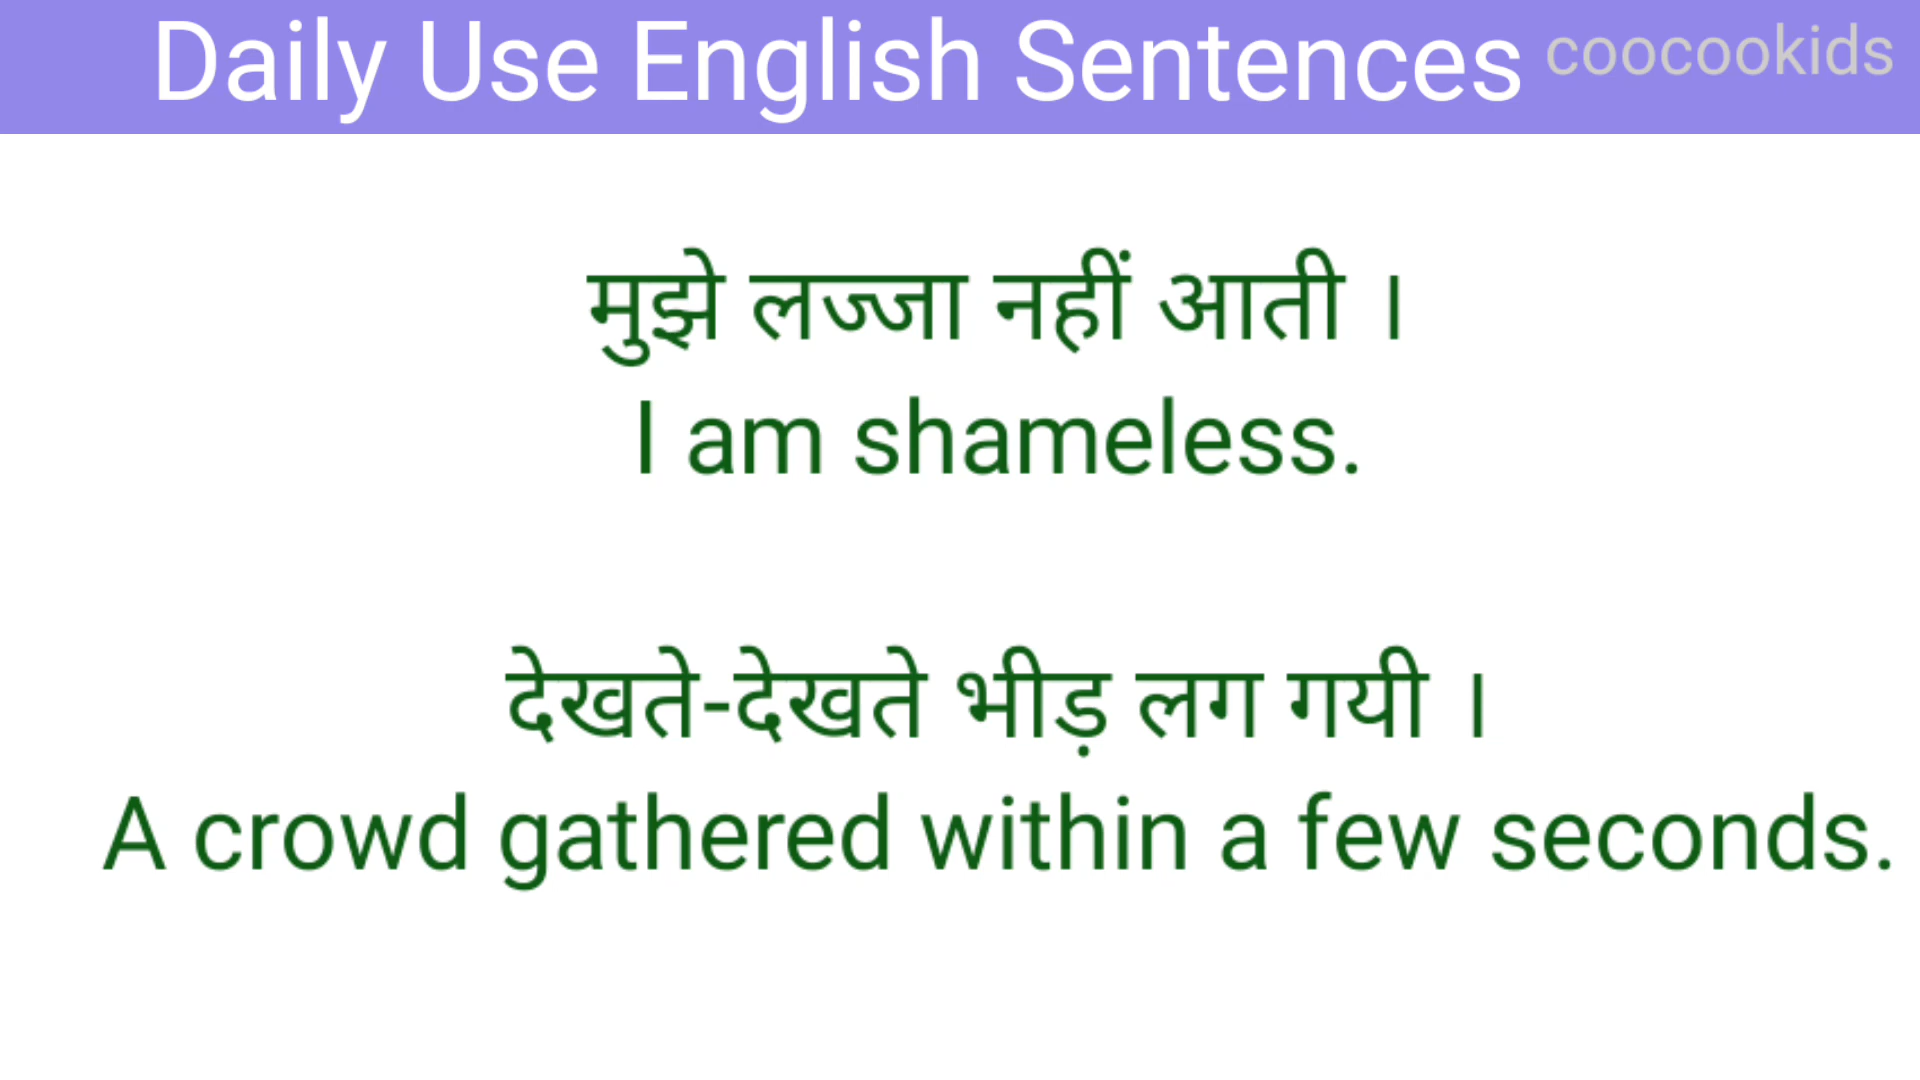 Daily Use English Sentences coocookids
मुझे लज्जा नहीं आती ।
I am shameless.
देखते-देखते भीड़ लग गयी ।
A crowd gathered within a few seconds.